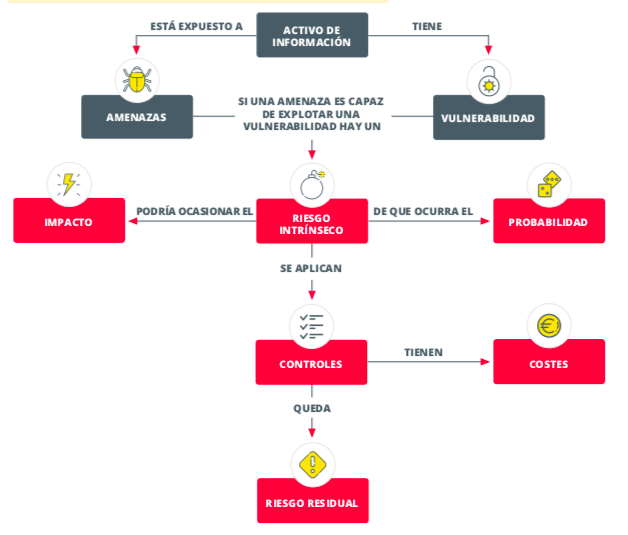 ESTÁ EXPUESTO A
ACTIVO DE
INFORMACIÓN
TIENE
AMENAZAS
SI UNA AMENAZA ES CAPAZ
DE EXPLOTAR UNA
VULNERABILIDAD HAY UN
VULNERABILIDAD
IMPACTO
PODRÍA OCASIONAR EL
RIESGO
INTRÍNSECO
DE QUE OCURRA EL
PROBABILIDAD
SE APLICAN
CONTROLES
TIENEN
COSTES
QUEDA
RIESGO RESIDUAL